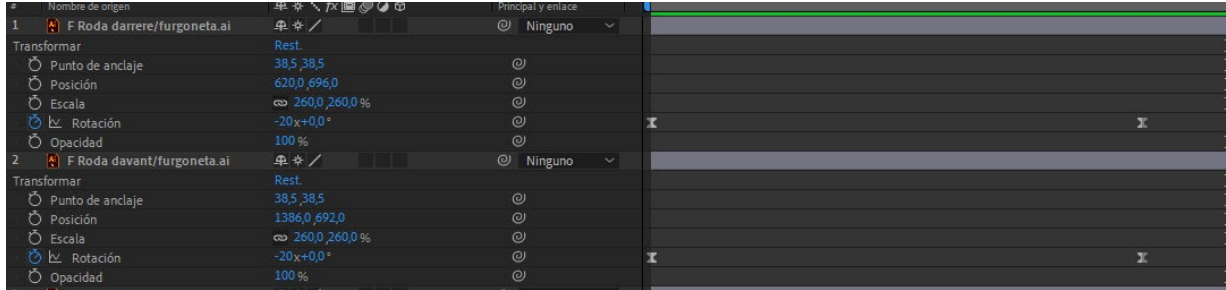 # Nombre de origen fx Principal y enlace
1 Ai F Roda darrere/furgoneta.ai Ninguno
Transformar Rest.
Punto de anclaje 38,5,38,5
Posición 620,0,696,0
Escala 260,0,260,0 %
Rotación -20x+0,0°
Opacidad 100 %
2 Ai F Roda davant/furgoneta.ai Ninguno
Transformar Rest.
Punto de anclaje 38,5,38,5
Posición 1386,0,692,0
Escala 260,0,260,0 %
Rotación -20x+0,0°
Opacidad 100 %